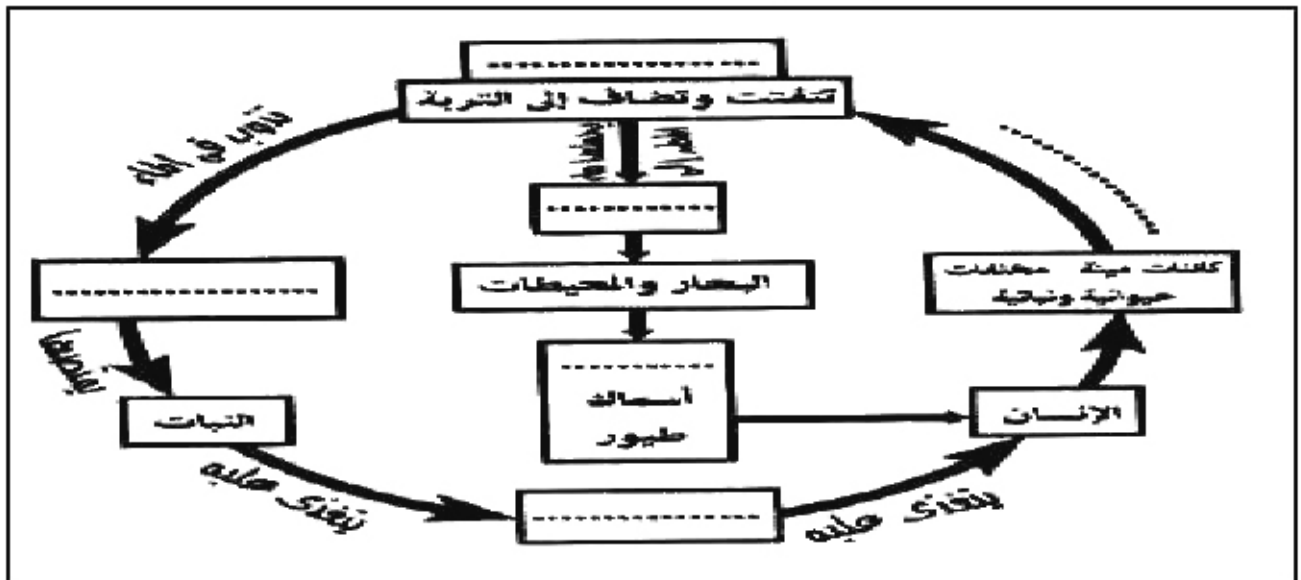 ....................
تتفتت وتضاف إلى التربة
تذوب في الماء
....................
....................
....................
البحار والمحيطات
كائنات ميتة مخلفات
حيوانية ونباتية
يمتصها
....................
أسماك
طيور
النبات
الإنسان
يتغذى عليه
....................
يتغذى عليه